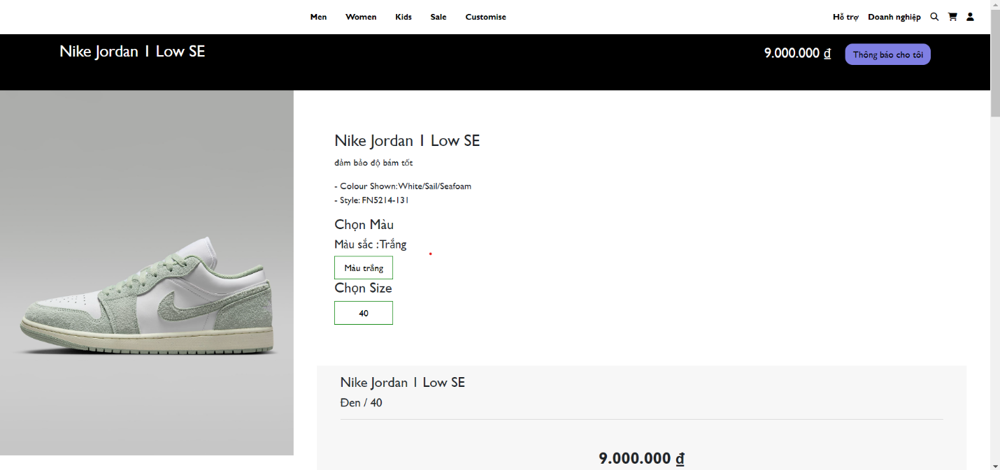 Men Women Kids Sale Customise Hỗ trợ Doanh nghiệp
Nike Jordan 1 Low SE 9.000.000 ₫ Thông báo cho tôi
Nike Jordan 1 Low SE
đảm bảo độ bám tốt
- Colour Shown:White/Sail/Seafoam
- Style: FN5214-131
Chọn Màu
Màu sắc :Trắng
Màu trắng
Chọn Size
40
Nike Jordan 1 Low SE
Đen / 40
9.000.000 ₫